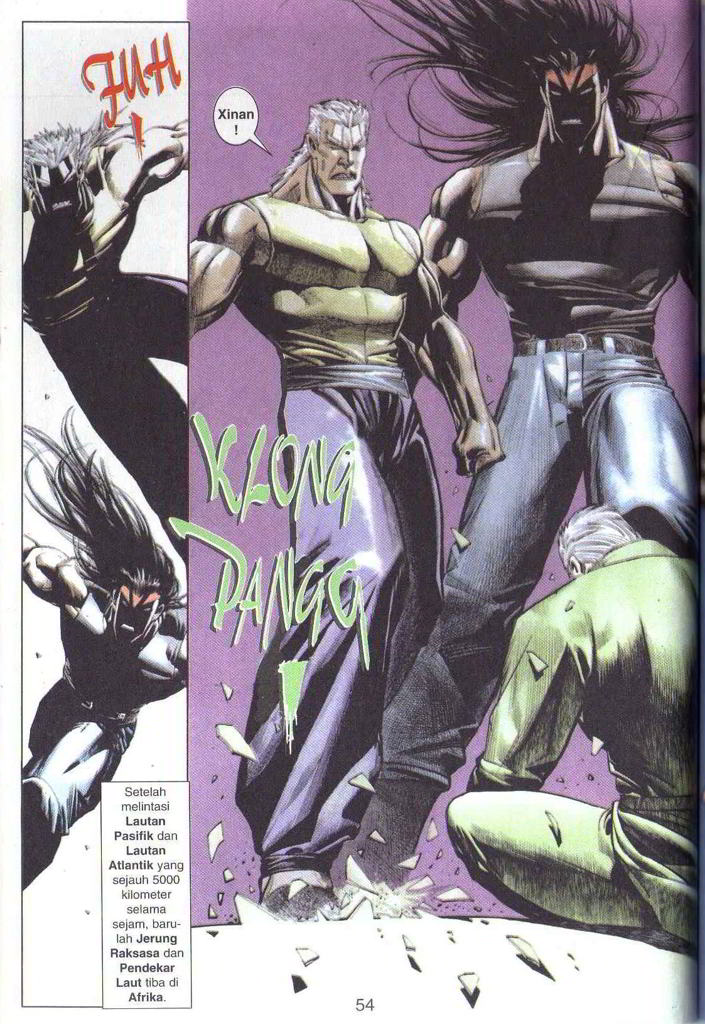 FUH
!
Xinan
!
KLONG
PANGG
!
Setelah
melintasi
Lautan
Pasifik dan
Lautan
Atlantik yang
sejauh 5000
kilometer
selama
sejam, baru-
lah Jerung
Raksasa dan
Pendekar
Laut tiba di
Afrika.
54